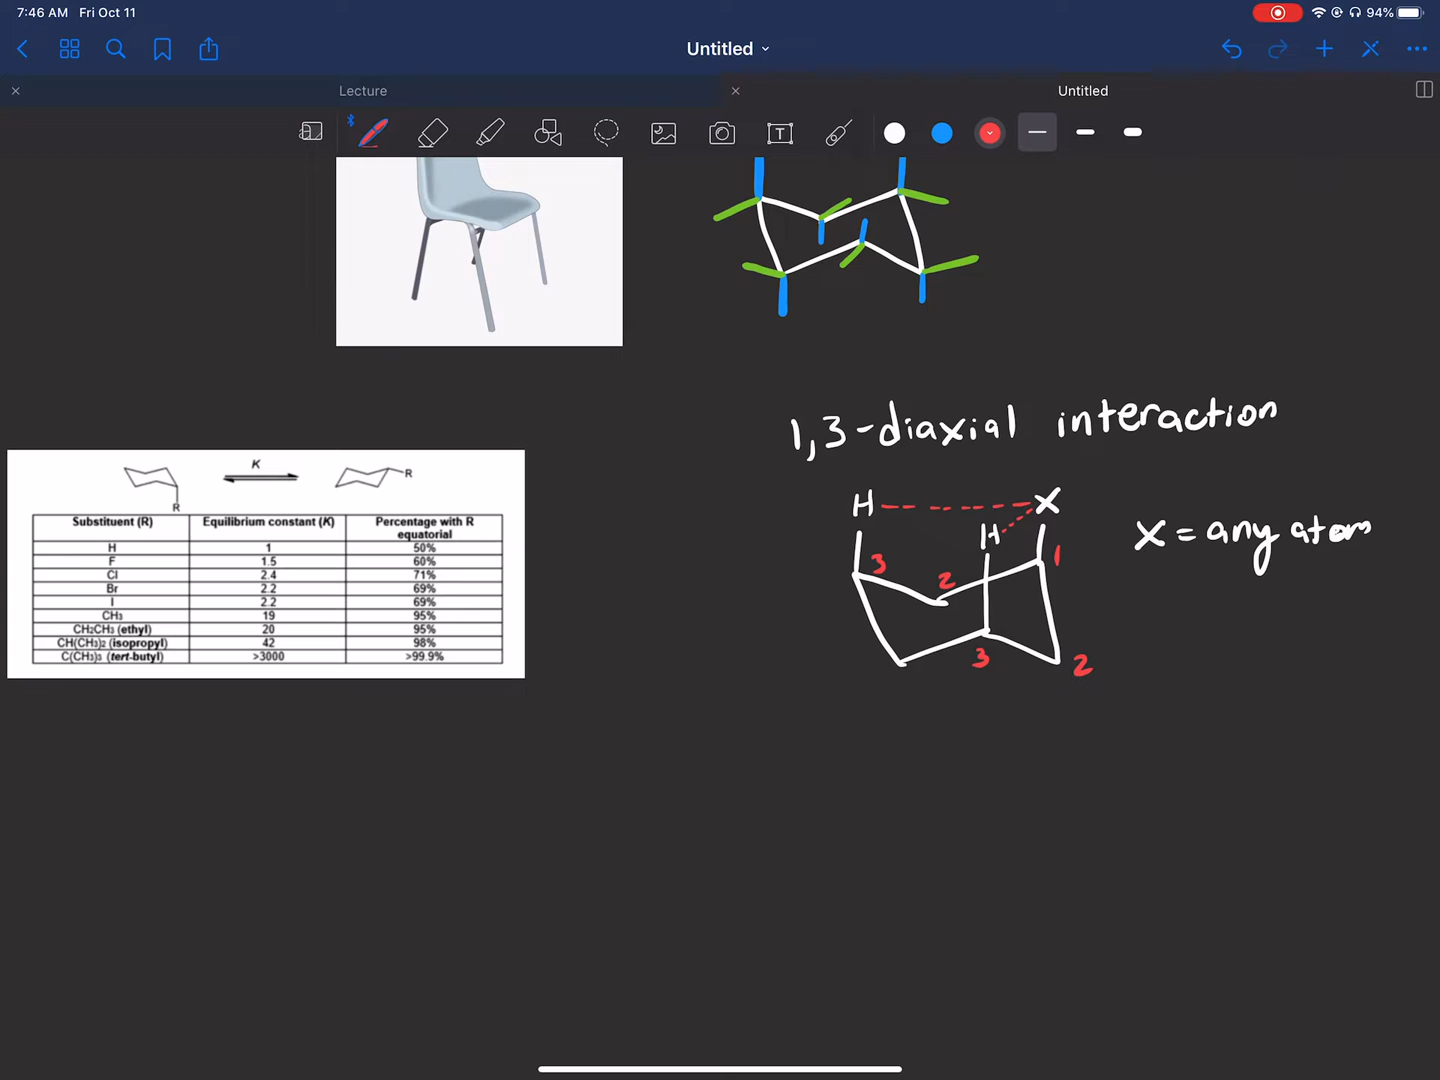 7:46 AM Fri Oct 11
94%
Untitled
Lecture
Untitled
T
1,3-diaxial interaction
H X
H
X = any atom
3 2 1
3 2
K
R
R
Substituent (R) Equilibrium constant (K) Percentage with R equatorial
H 1 50%
F 1.5 60%
Cl 2.4 71%
Br 2.2 69%
I 2.2 69%
CH3 19 95%
CH2CH3 (ethyl) 20 95%
CH(CH3)2 (isopropyl) 42 98%
C(CH3)3 (tert-butyl) >3000 >99.9%